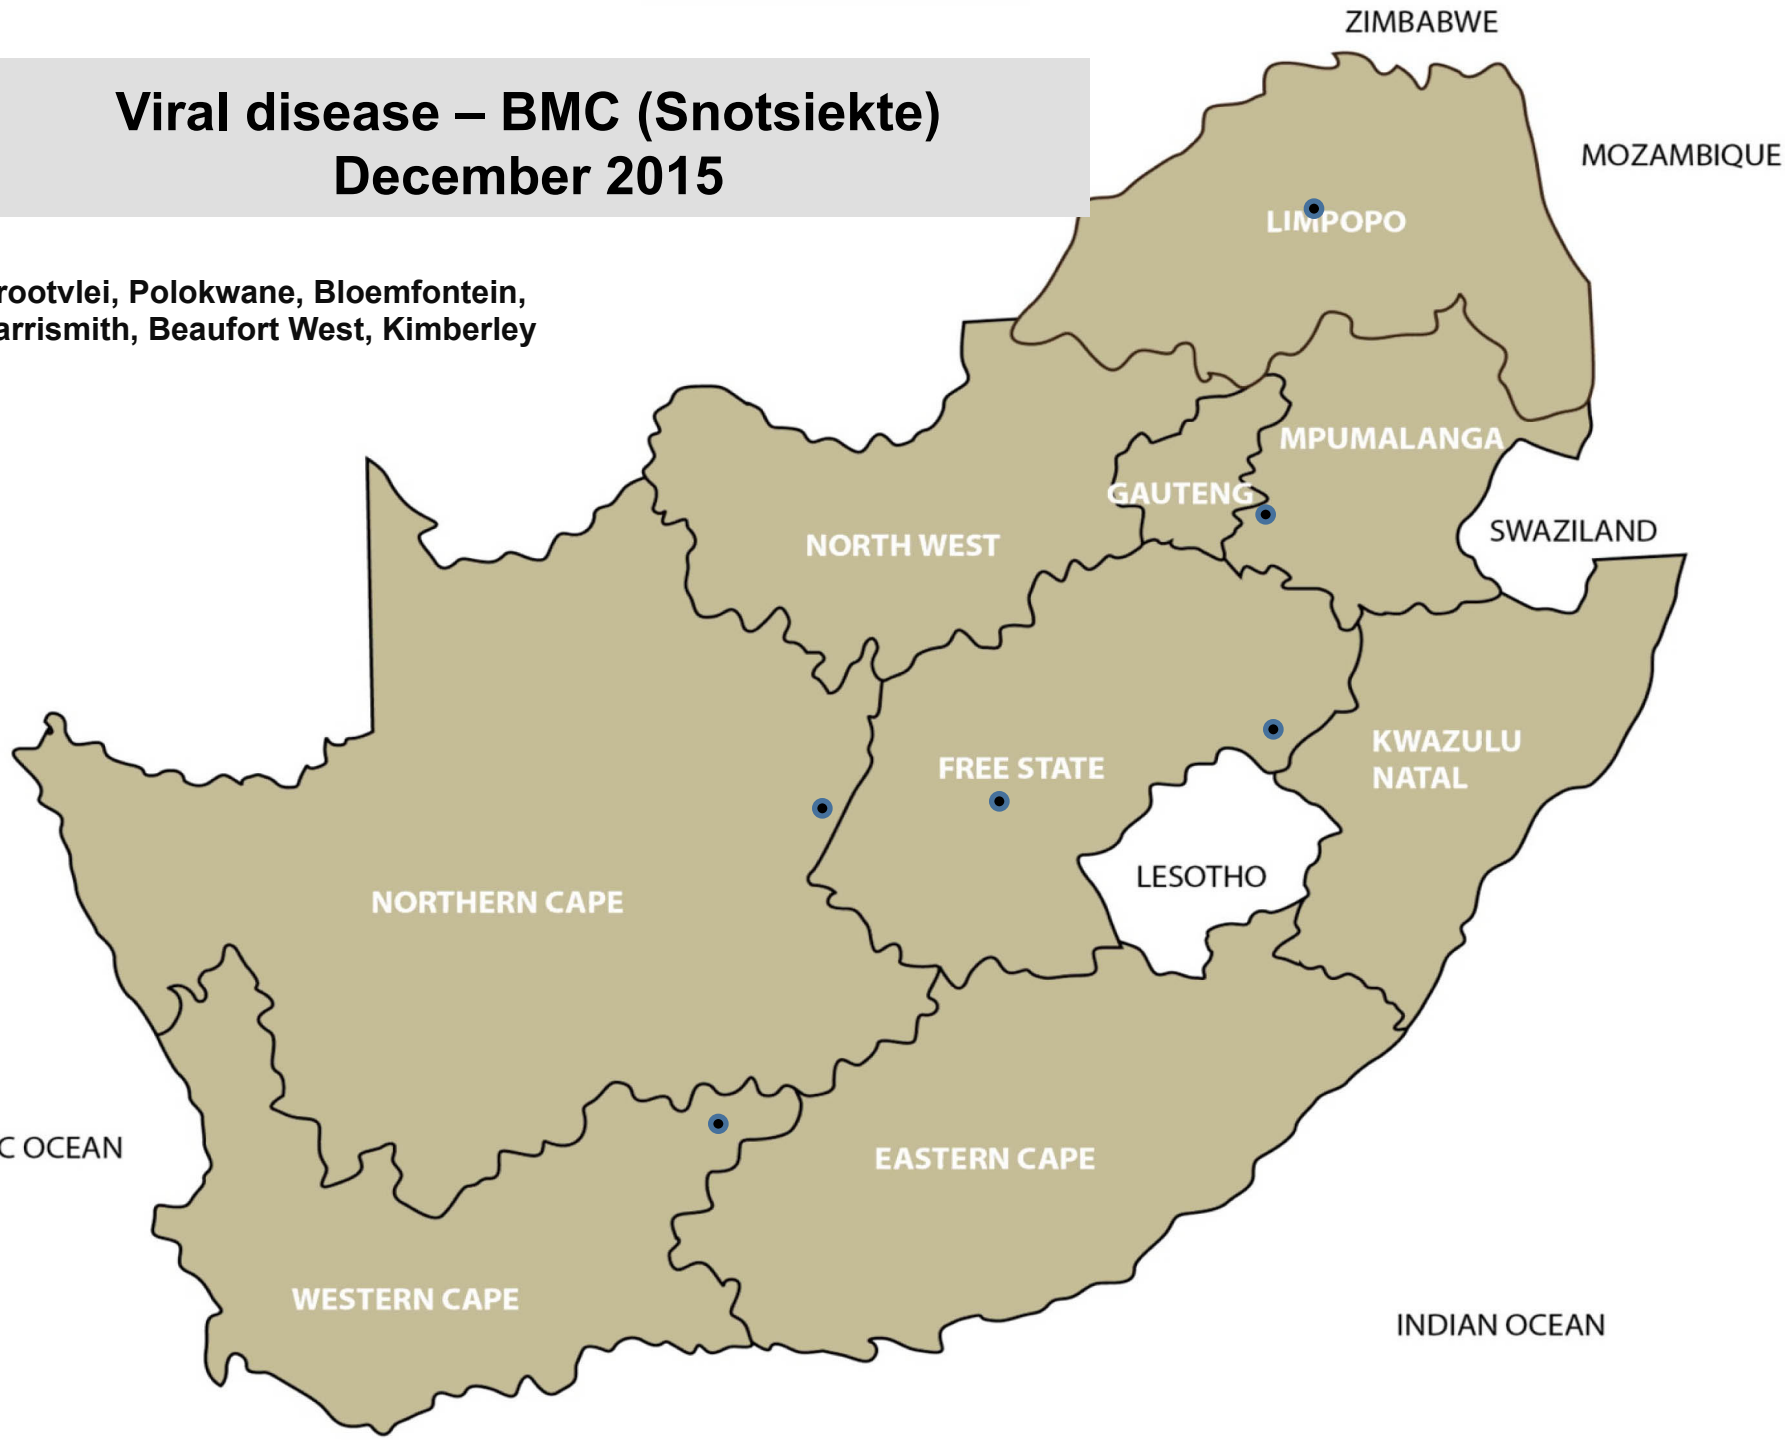 ZIMBABWE
Viral disease – BMC (Snotsiekte)
December 2015
MOZAMBIQUE
LIMPOPO
rootvlei, Polokwane, Bloemfontein,
arrismith, Beaufort West, Kimberley
MPUMALANGA
GAUTENG
SWAZILAND
NORTH WEST
KWAZULU
NATAL
FREE STATE
LESOTHO
NORTHERN CAPE
C OCEAN
EASTERN CAPE
WESTERN CAPE
INDIAN OCEAN